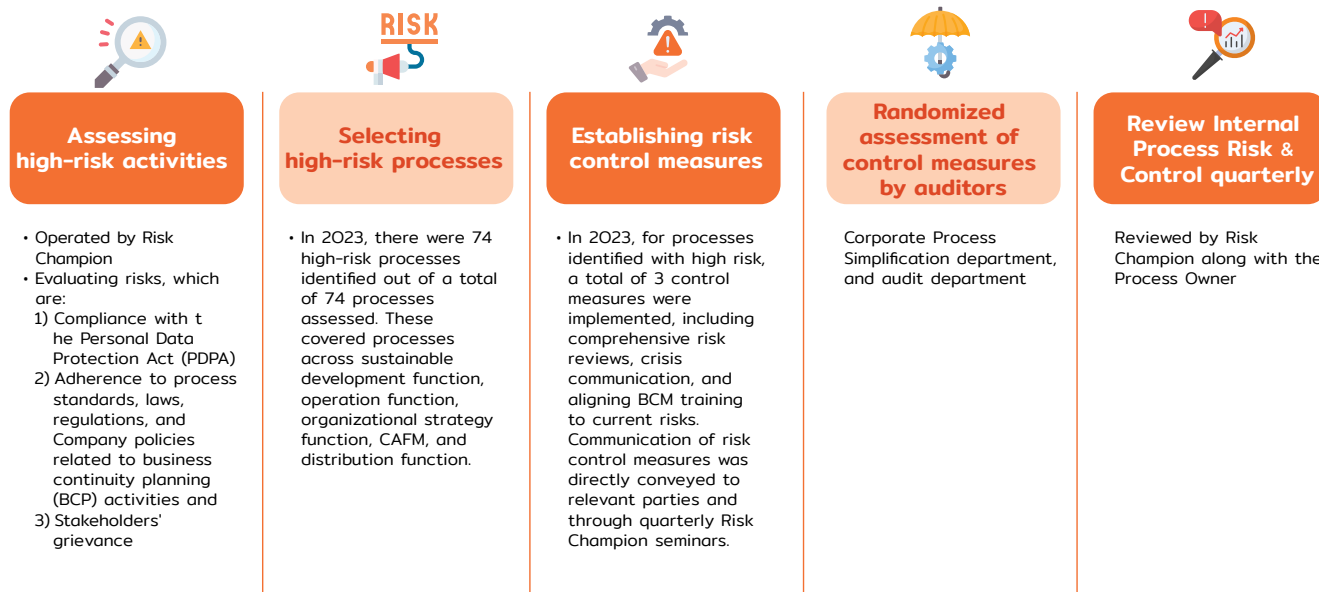 RISK
Assessing
high-risk activities
• Operated by Risk
Champion
• Evaluating risks, which
are:
1) Compliance with t
he Personal Data
Protection Act (PDPA)
2) Adherence to process
standards, laws,
regulations, and
Company policies
related to business
continuity planning
(BCP) activities and
3) Stakeholders'
grievance
Selecting
high-risk processes
• In 2023, there were 74
high-risk processes
identified out of a total
of 74 processes
assessed. These
covered processes
across sustainable
development function,
operation function,
organizational strategy
function, CAFM, and
distribution function.
Establishing risk
control measures
• In 2023, for processes
identified with high risk,
a total of 3 control
measures were
implemented, including
comprehensive risk
reviews, crisis
communication, and
aligning BCM training
to current risks.
Communication of risk
control measures was
directly conveyed to
relevant parties and
through quarterly Risk
Champion seminars.
Randomized
assessment of
control measures
by auditors
Corporate Process
Simplification department,
and audit department
Review Internal
Process Risk &
Control quarterly
Reviewed by Risk
Champion along with the
Process Owner